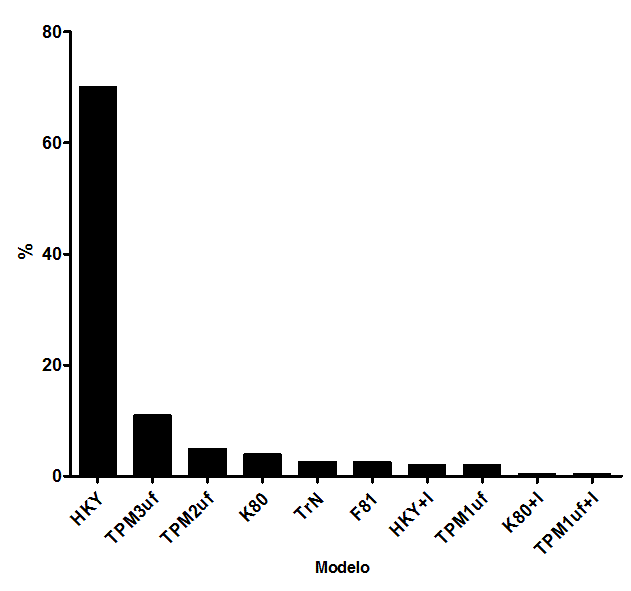 80
60
40
20
0
%
HKY
TPM3uf
TPM2uf
K80
TrN
F81
HKY+I
TPM1uf
K80+I
TPM1uf+I
Modelo